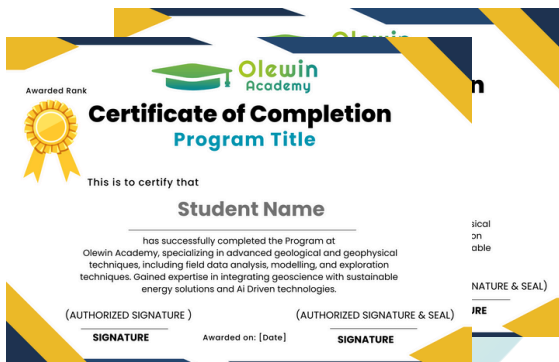 Olewin
Academy
Awarded Rank
Certificate of Completion
Program Title
This is to certify that
Student Name
has successfully completed the Program at
Olewin Academy, specializing in advanced geological and geophysical
techniques, including field data analysis, modelling, and exploration
techniques. Gained expertise in integrating geoscience with sustainable
energy solutions and Ai Driven technologies.
(AUTHORIZED SIGNATURE )
(AUTHORIZED SIGNATURE & SEAL)
SIGNATURE
Awarded on: [Date]
SIGNATURE